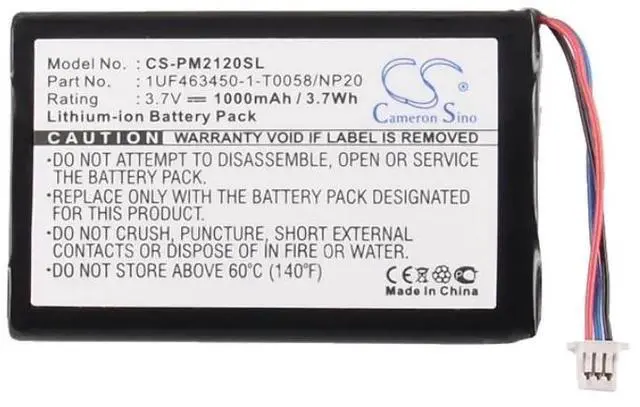 Model No. : CS-PM2120SL
Part No. : 1UF463450-1-T0058/NP20
Rating : 3.7V ⎓ 1000mAh / 3.7Wh
Lithium-ion Battery Pack
CS
Cameron Sino
CAUTION WARRANTY VOID IF LABEL IS REMOVED
•DO NOT ATTEMPT TO DISASSEMBLE, OPEN OR SERVICE
THE BATTERY PACK.
•REPLACE ONLY WITH THE BATTERY PACK DESIGNATED
FOR THIS PRODUCT.
•DO NOT CRUSH, PUNCTURE, SHORT EXTERNAL
CONTACTS OR DISPOSE OF IN FIRE OR WATER.
•DO NOT STORE ABOVE 60°C (140°F)
CE FC
Made In China